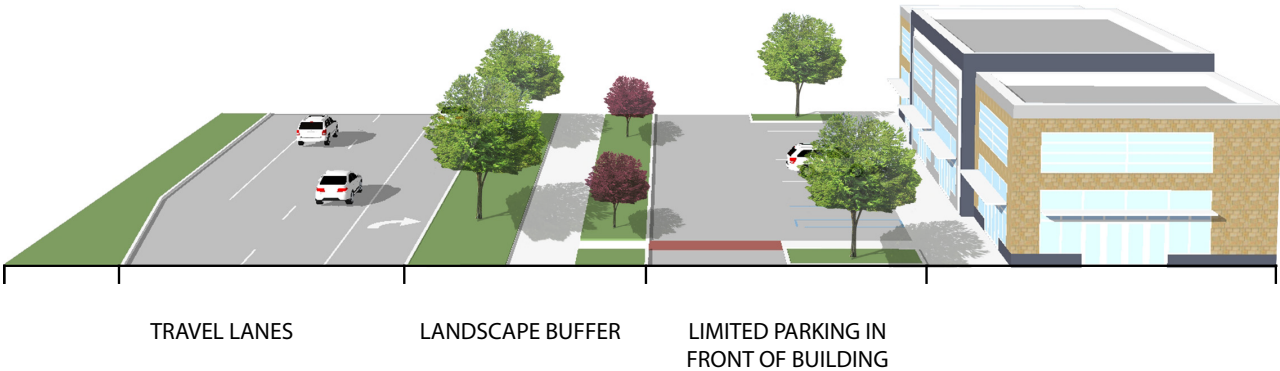 TRAVEL LANES
LANDSCAPE BUFFER
LIMITED PARKING IN
FRONT OF BUILDING